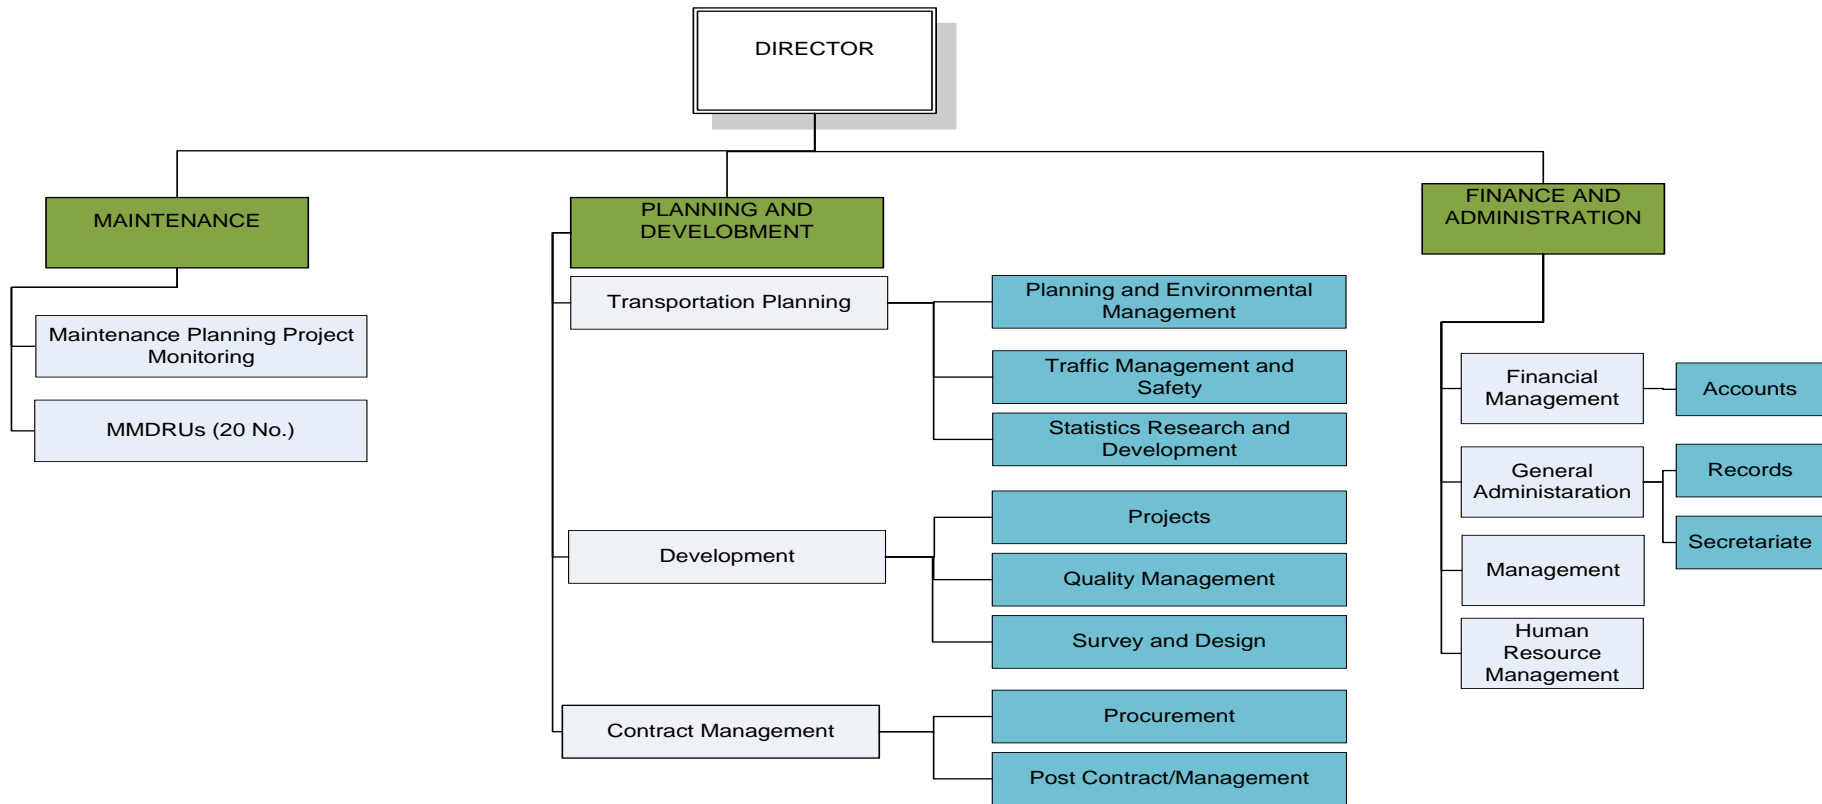 DIRECTOR
MAINTENANCE
Maintenance Planning Project
Monitoring
MMDRUs (20 No.)
PLANNING AND
DEVELOBMENT
Transportation Planning
Planning and Environmental
Management
Traffic Management and
Safety
Statistics Research and
Development
Development
Projects
Quality Management
Survey and Design
Contract Management
Procurement
Post Contract/Management
FINANCE AND
ADMINISTRATION
Financial
Management
Accounts
General
Administaration
Records
Secretariate
Management
Human
Resource
Management